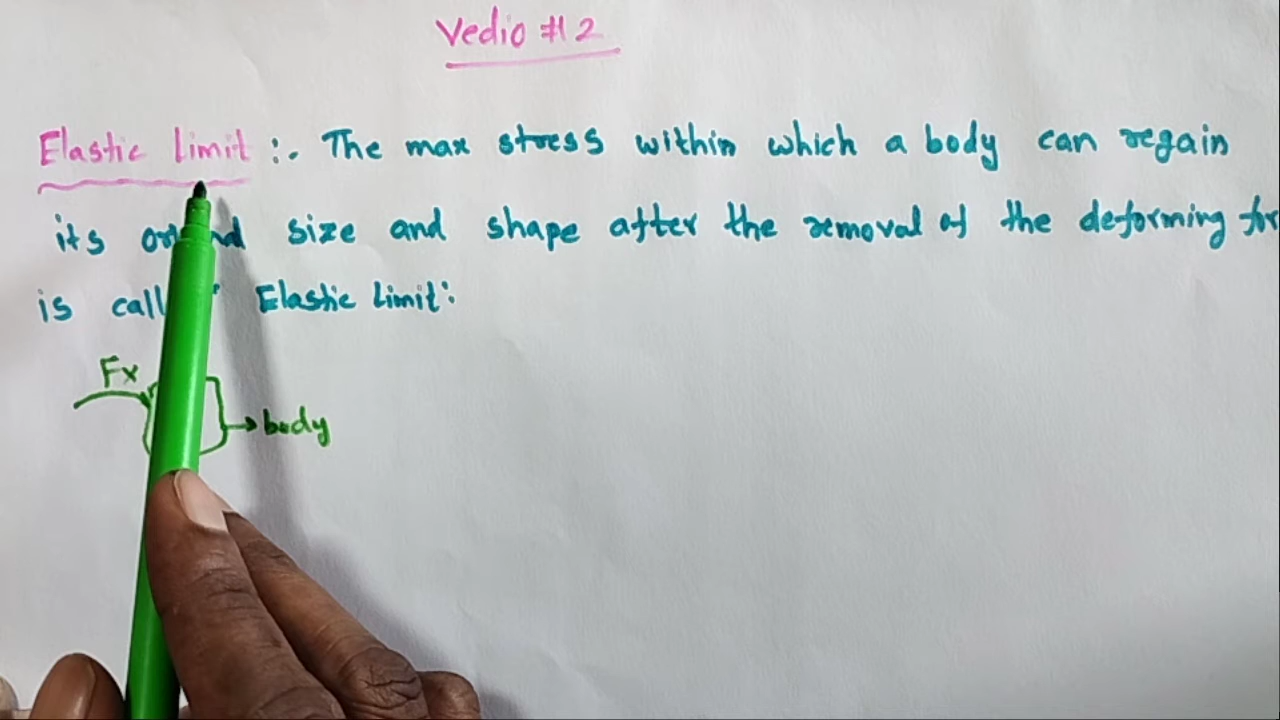 Vedio #12
Elastic Limit :- The max stress within which a body can regain
its size and shape after the removal of the deforming for
is Elastic Limit:
Fx
body